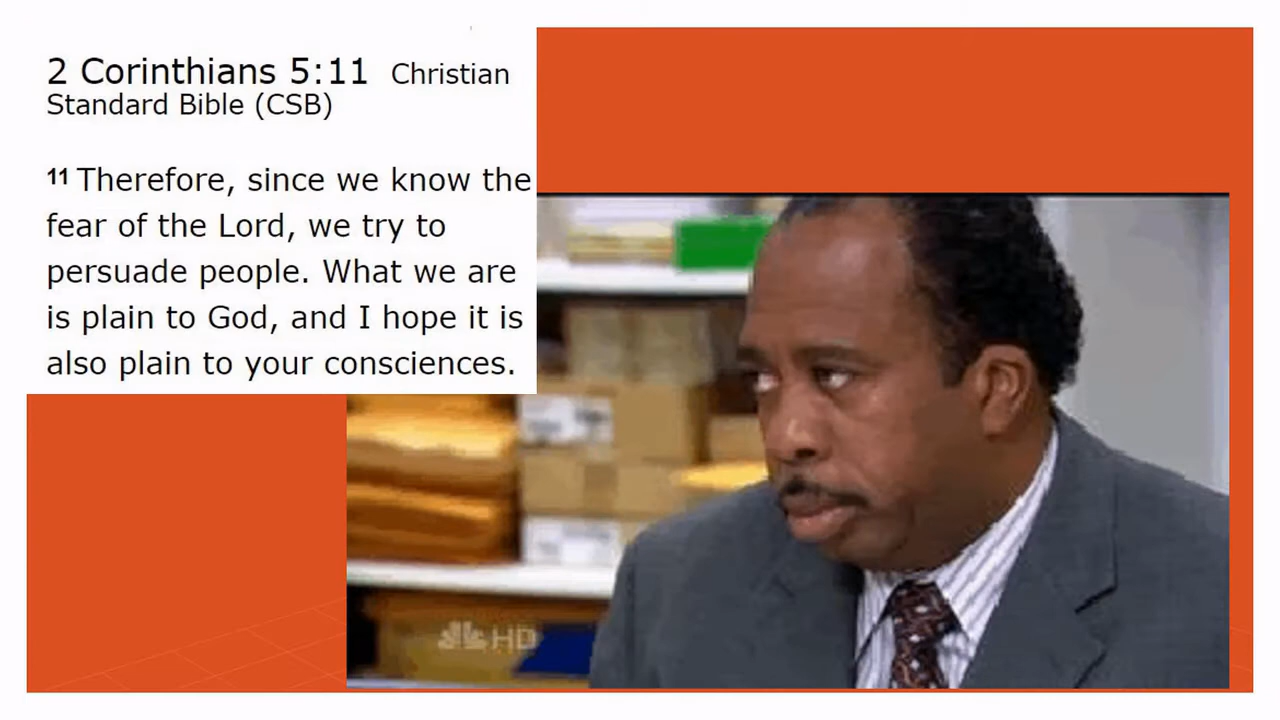 2 Corinthians 5:11 Christian
Standard Bible (CSB)
11 Therefore, since we know the
fear of the Lord, we try to
persuade people. What we are
is plain to God, and I hope it is
also plain to your consciences.
HD